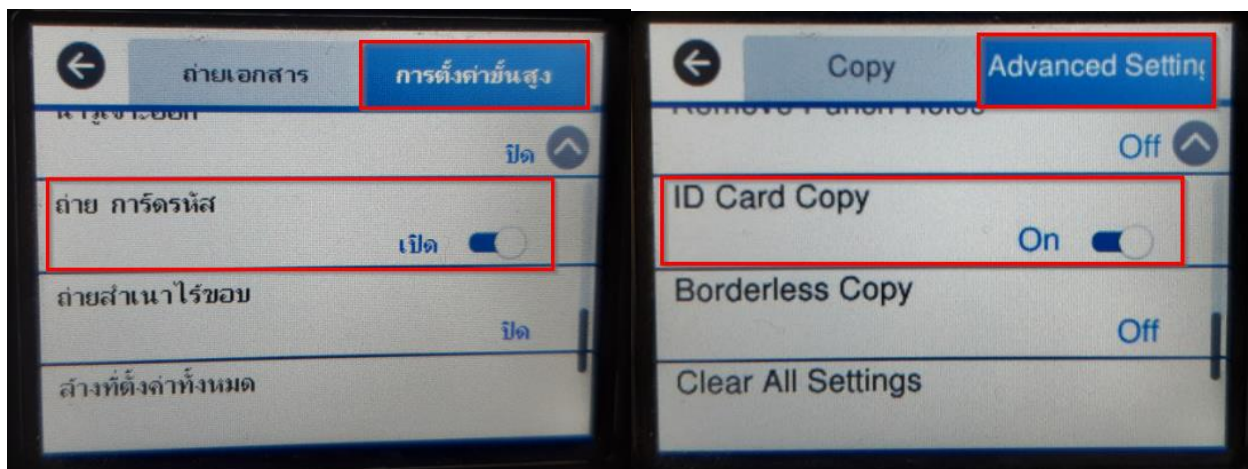 ถ่ายเอกสาร
การตั้งค่าขั้นสูง
ปิด
ถ่าย การ์ดรหัส
เปิด
ถ่ายสำเนาไร้ขอบ
ปิด
ล้างที่ตั้งค่าทั้งหมด
Copy
Advanced Setting
Remove Punch Holes
Off
ID Card Copy
On
Borderless Copy
Off
Clear All Settings